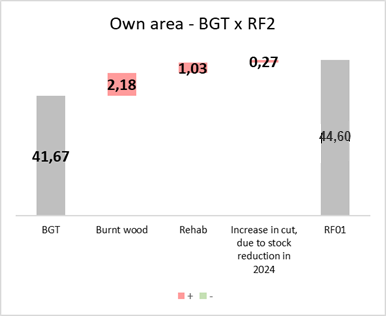 Own area - BGT x RF2
41,67
2,18
1,03
0,27
44,60
BGT
Burnt wood
Rehab
Increase in cut,
due to stock
reduction in
2024
RF01
+
-